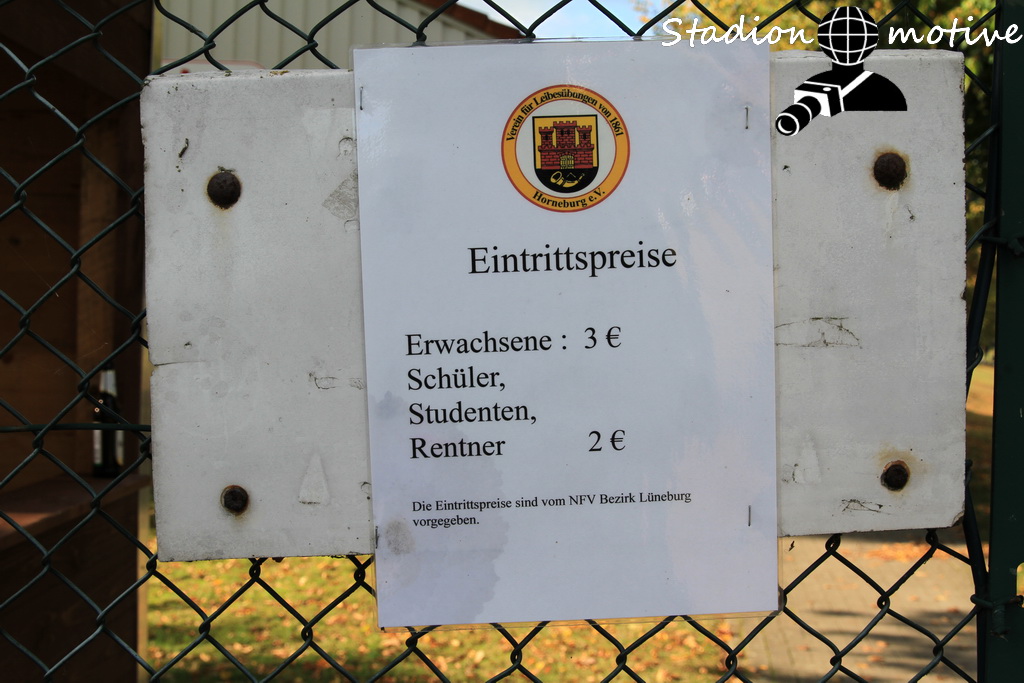 Stadion motive
Verein für Leibesübungen von 1861
Horneburg e.V.
Eintrittspreise
Erwachsene : 3 €
Schüler,
Studenten,
Rentner 2 €
Die Eintrittspreise sind vom NFV Bezirk Lüneburg
vorgegeben.